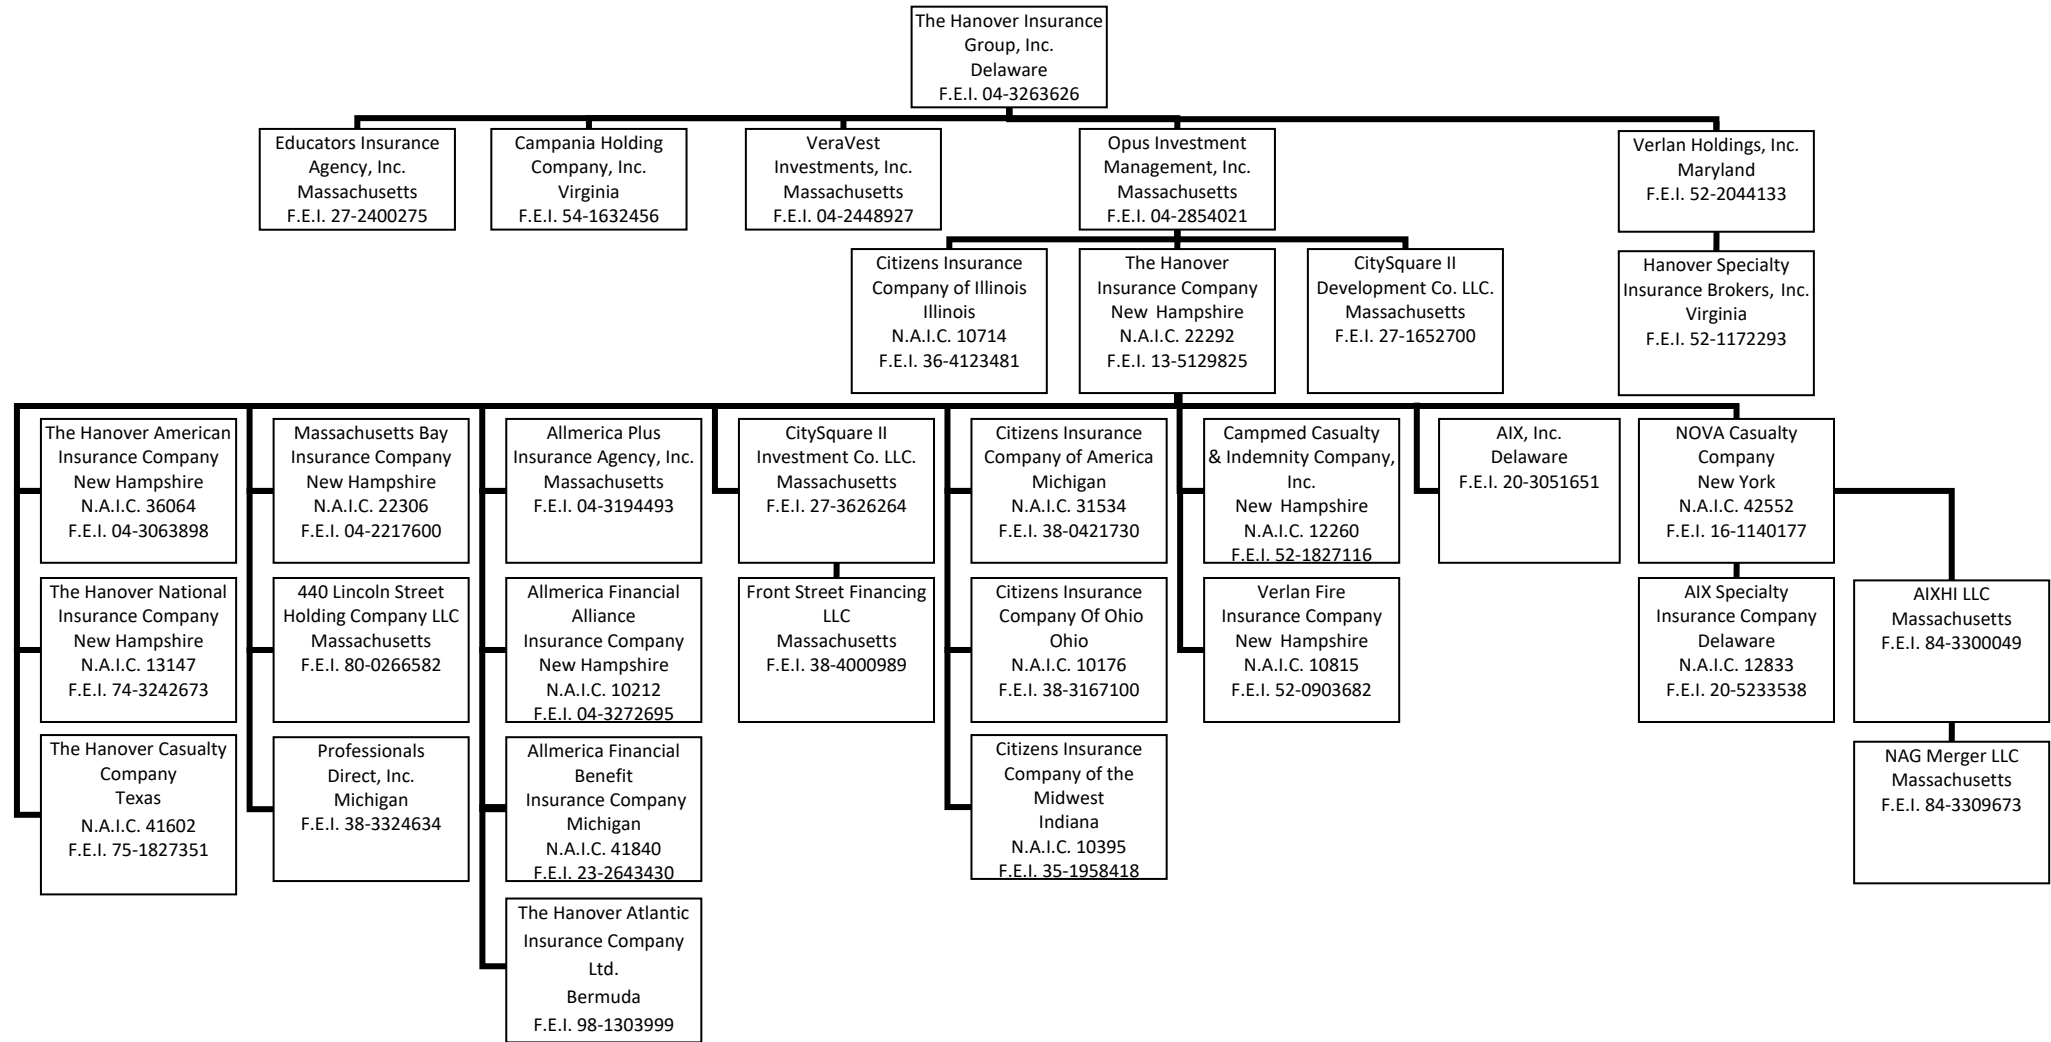 The Hanover Insurance
Group, Inc.
Delaware
F.E.I. 04-3263626
Educators Insurance
Agency, Inc.
Massachusetts
F.E.I. 27-2400275
Campania Holding
Company, Inc.
Virginia
F.E.I. 54-1632456
VeraVest
Investments, Inc.
Massachusetts
F.E.I. 04-2448927
Opus Investment
Management, Inc.
Massachusetts
F.E.I. 04-2854021
Verlan Holdings, Inc.
Maryland
F.E.I. 52-2044133
Citizens Insurance
Company of Illinois
Illinois
N.A.I.C. 10714
F.E.I. 36-4123481
The Hanover
Insurance Company
New Hampshire
N.A.I.C. 22292
F.E.I. 13-5129825
CitySquare II
Development Co. LLC.
Massachusetts
F.E.I. 27-1652700
Hanover Specialty
Insurance Brokers, Inc.
Virginia
F.E.I. 52-1172293
The Hanover American
Insurance Company
New Hampshire
N.A.I.C. 36064
F.E.I. 04-3063898
Massachusetts Bay
Insurance Company
New Hampshire
N.A.I.C. 22306
F.E.I. 04-2217600
Allmerica Plus
Insurance Agency, Inc.
Massachusetts
F.E.I. 04-3194493
CitySquare II
Investment Co. LLC.
Massachusetts
F.E.I. 27-3626264
Citizens Insurance
Company of America
Michigan
N.A.I.C. 31534
F.E.I. 38-0421730
Campmed Casualty
& Indemnity Company,
Inc.
New Hampshire
N.A.I.C. 12260
F.E.I. 52-1827116
AIX, Inc.
Delaware
F.E.I. 20-3051651
NOVA Casualty
Company
New York
N.A.I.C. 42552
F.E.I. 16-1140177
The Hanover National
Insurance Company
New Hampshire
N.A.I.C. 13147
F.E.I. 74-3242673
440 Lincoln Street
Holding Company LLC
Massachusetts
F.E.I. 80-0266582
Allmerica Financial
Alliance
Insurance Company
New Hampshire
N.A.I.C. 10212
F.E.I. 04-3272695
Front Street Financing
LLC
Massachusetts
F.E.I. 38-4000989
Citizens Insurance
Company Of Ohio
Ohio
N.A.I.C. 10176
F.E.I. 38-3167100
Verlan Fire
Insurance Company
New Hampshire
N.A.I.C. 10815
F.E.I. 52-0903682
AIX Specialty
Insurance Company
Delaware
N.A.I.C. 12833
F.E.I. 20-5233538
AIXHI LLC
Massachusetts
F.E.I. 84-3300049
The Hanover Casualty
Company
Texas
N.A.I.C. 41602
F.E.I. 75-1827351
Professionals
Direct, Inc.
Michigan
F.E.I. 38-3324634
Allmerica Financial
Benefit
Insurance Company
Michigan
N.A.I.C. 41840
F.E.I. 23-2643430
Citizens Insurance
Company of the
Midwest
Indiana
N.A.I.C. 10395
F.E.I. 35-1958418
NAG Merger LLC
Massachusetts
F.E.I. 84-3309673
The Hanover Atlantic
Insurance Company
Ltd.
Bermuda
F.E.I. 98-1303999